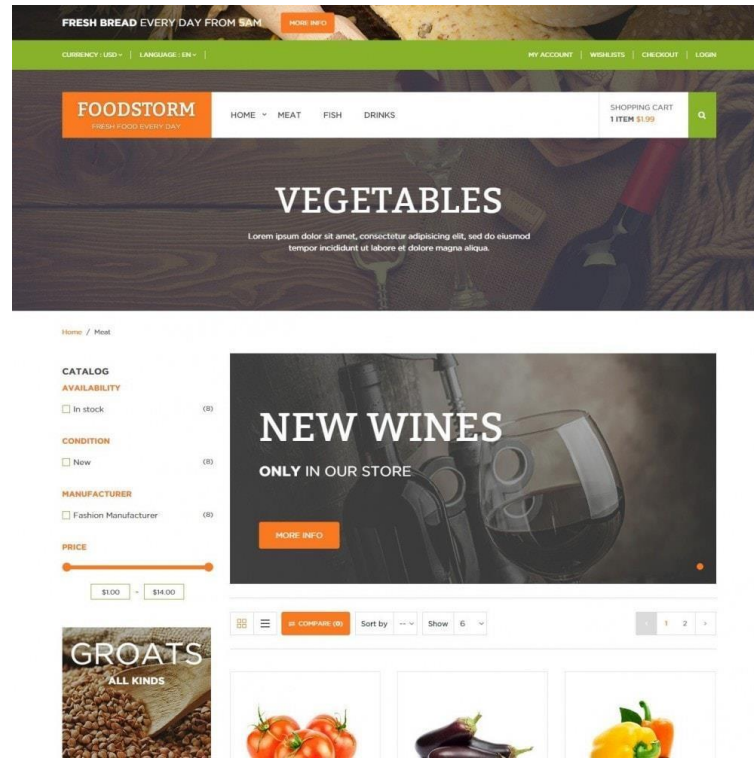 FRESH BREAD EVERY DAY FROM 5AM
MORE INFO
CURRENCY : USD
LANGUAGE : EN
MY ACCOUNT
WISHLISTS
CHECKOUT
LOGIN
FOODSTORM
FRESH FOOD EVERY DAY
HOME
MEAT
FISH
DRINKS
SHOPPING CART
1 ITEM $1.99
VEGETABLES
Lorem ipsum dolor sit amet, consectetur adipisicing elit, sed do eiusmod
tempor incididunt ut labore et dolore magna aliqua.
Home / Meat
CATALOG
AVAILABILITY
In stock (8)
CONDITION
New (8)
MANUFACTURER
Fashion Manufacturer (8)
PRICE
$1.00 - $14.00
GROATS
ALL KINDS
NEW WINES
ONLY IN OUR STORE
MORE INFO
COMPARE (0)
Sort by --
Show 6
< 1 2 >